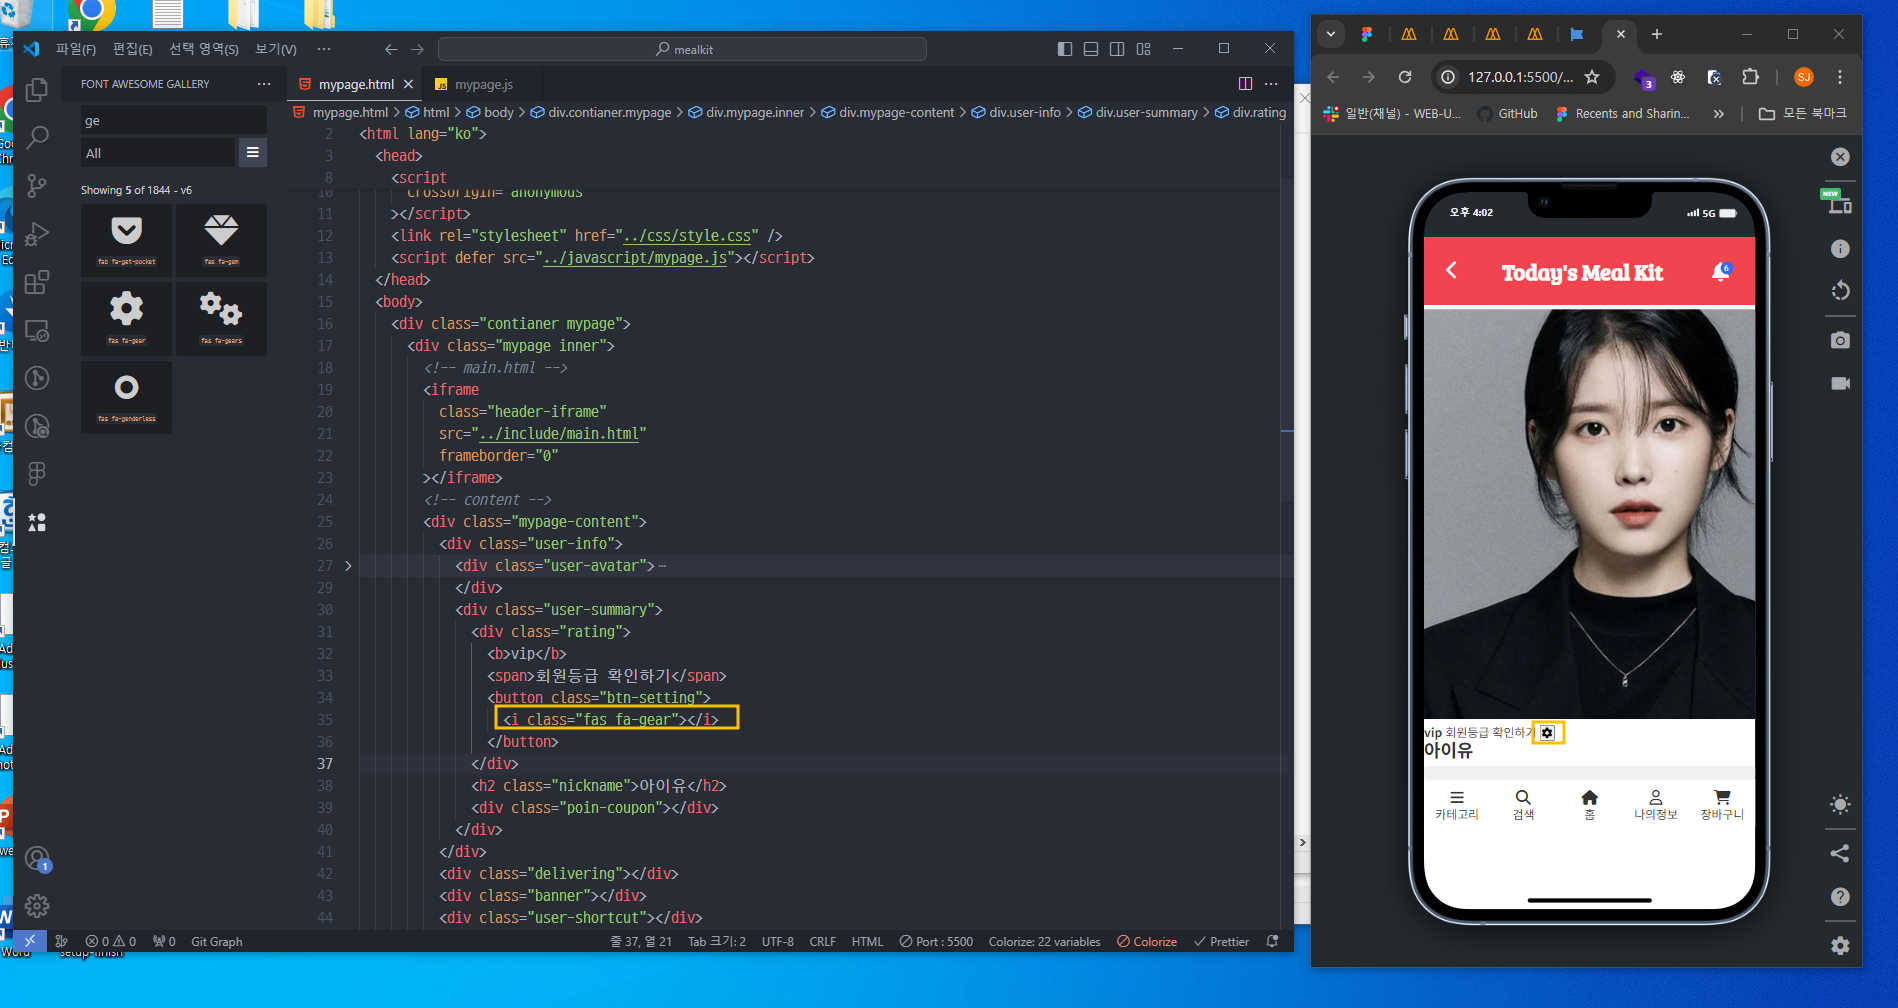 파일(F) 편집(E) 선택 영역(S) 보기(V) ··· mealkit
FONT AWESOME GALLERY ···
ge
All
Showing 5 of 1844 - v6
fab fa-get-pocket
fas fa-gem
fas fa-gear
fas fa-gears
fas fa-genderless
mypage.html
JS mypage.js
mypage.html > html > body > div.contianer.mypage > div.mypage.inner > div.mypage-content > div.user-info > div.user-summary > div.rating
2 <html lang="ko">
3 <head>
8 <script
10 crossorigin="anonymous
11 ></script>
12 <link rel="stylesheet" href="../css/style.css" />
13 <script defer src="../javascript/mypage.js"></script>
14 </head>
15 <body>
16 <div class="contianer mypage">
17 <div class="mypage inner">
18 <!-- main.html -->
19 <iframe
20 class="header-iframe"
21 src="../include/main.html"
22 frameborder="0"
23 ></iframe>
24 <!-- content -->
25 <div class="mypage-content">
26 <div class="user-info">
27 <div class="user-avatar"> ···
29 </div>
30 <div class="user-summary">
31 <div class="rating">
32 <b>vip</b>
33 <span>회원등급 확인하기</span>
34 <button class="btn-setting">
35 <i class="fas fa-gear"></i>
36 </button>
37 </div>
38 <h2 class="nickname">아이유</h2>
39 <div class="poin-coupon"></div>
40 </div>
41 </div>
42 <div class="delivering"></div>
43 <div class="banner"></div>
44 <div class="user-shortcut"></div>
1
0 0 0 Git Graph 줄 37, 열 21 Tab 크기: 2 UTF-8 CRLF HTML Port : 5500 Colorize: 22 variables Colorize Prettier
Word
setup-finish
127.0.0.1:5500/...
3
SJ
일반(채널) - WEB-U... GitHub Recents and Sharin... » 모든 북마크
NEW
오후 4:02 5G
Today's Meal Kit
6
vip 회원등급 확인하기
아이유
카테고리 검색 홈 나의정보 장바구니